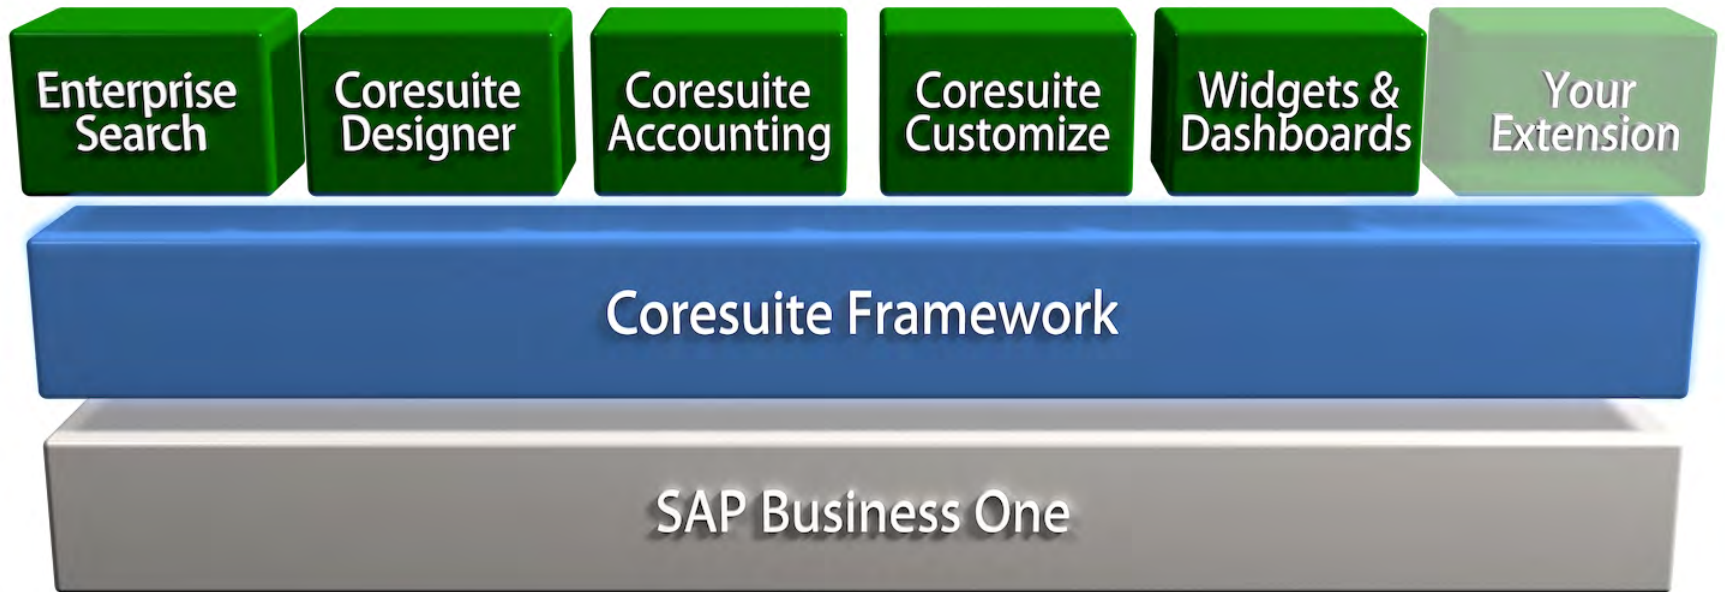 Enterprise
Search
Coresuite
Designer
Coresuite
Accounting
Coresuite
Customize
Widgets &
Dashboards
Your
Extension
Coresuite Framework
SAP Business One